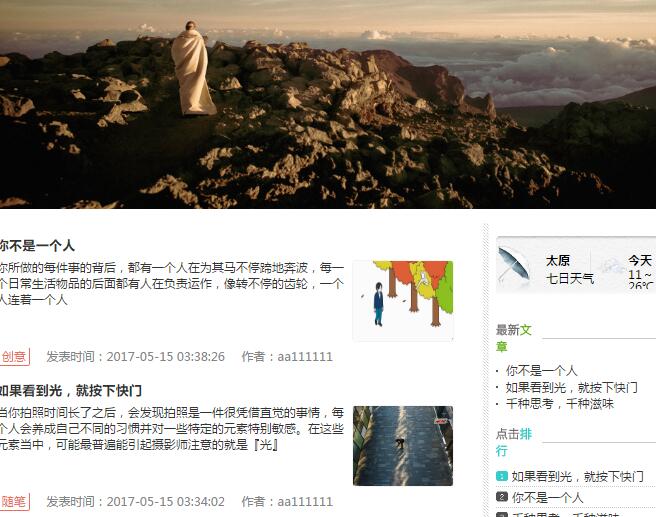 你不是一个人
你所做的每件事的背后，都有一个人在为其马不停蹄地奔波，每一
个日常生活物品的后面都有人在负责运作，像转不停的齿轮，一个
人连着一个人
创意 发表时间：2017-05-15 03:38:26 作者：aa111111
如果看到光，就按下快门
当你拍照时间长了之后，会发现拍照是一件很凭借直觉的事情，每
个人会养成自己不同的习惯并对一些特定的元素特别敏感。在这些
元素当中，可能最普遍能引起摄影师注意的就是『光』
随笔 发表时间：2017-05-15 03:34:02 作者：aa111111
太原 今天
七日天气 11～
26℃
最新文
章
你不是一个人
如果看到光，就按下快门
千种思考，千种滋味
点击排
行
1 如果看到光，就按下快门
2 你不是一个人
3 千种思考，千种滋味